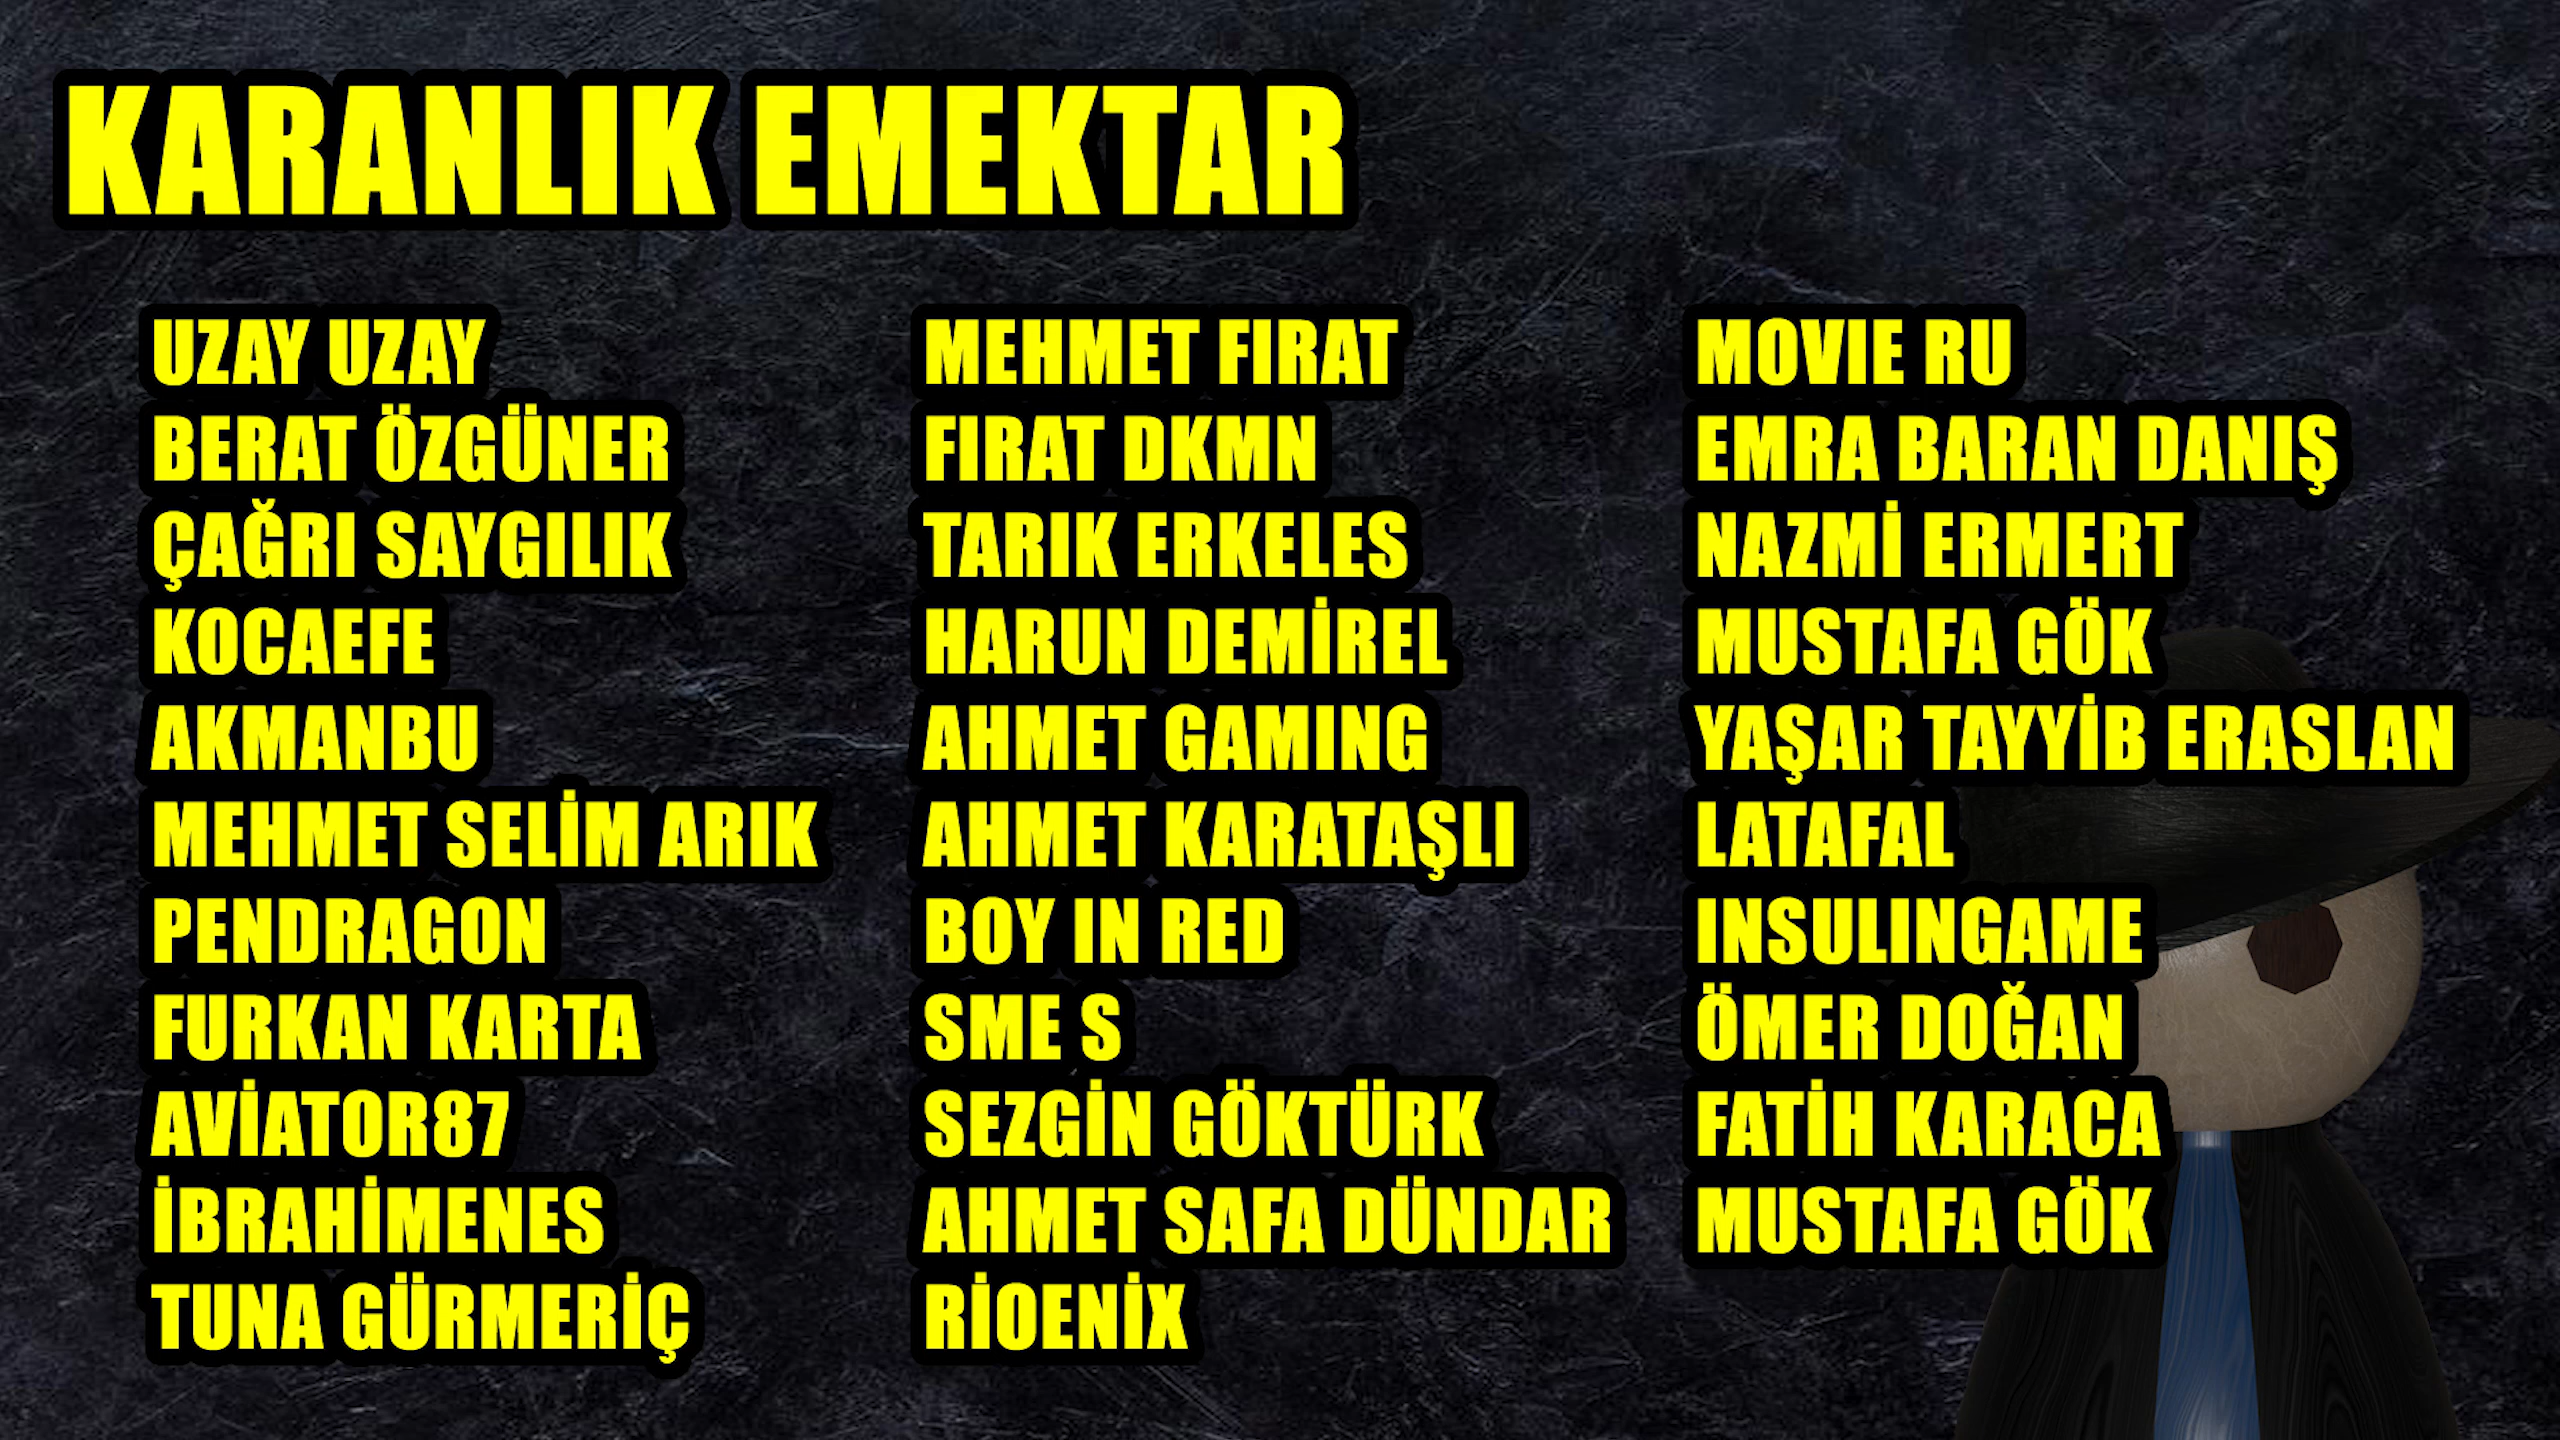 KARANLIK EMEKTAR
UZAY UZAY
BERAT ÖZGÜNER
ÇAĞRI SAYGILIK
KOCAEFE
AKMANBU
MEHMET SELİM ARIK
PENDRAGON
FURKAN KARTA
AVİATOR87
İBRAHİMENES
TUNA GÜRMERİÇ
MEHMET FIRAT
FIRAT DKMN
TARIK ERKELES
HARUN DEMİREL
AHMET GAMING
AHMET KARATAŞLI
BOY IN RED
SME S
SEZGİN GÖKTÜRK
AHMET SAFA DÜNDAR
RİOENİX
MOVIE RU
EMRA BARAN DANIŞ
NAZMİ ERMERT
MUSTAFA GÖK
YAŞAR TAYYİB ERASLAN
LATAFAL
INSULINGAME
ÖMER DOĞAN
FATİH KARACA
MUSTAFA GÖK